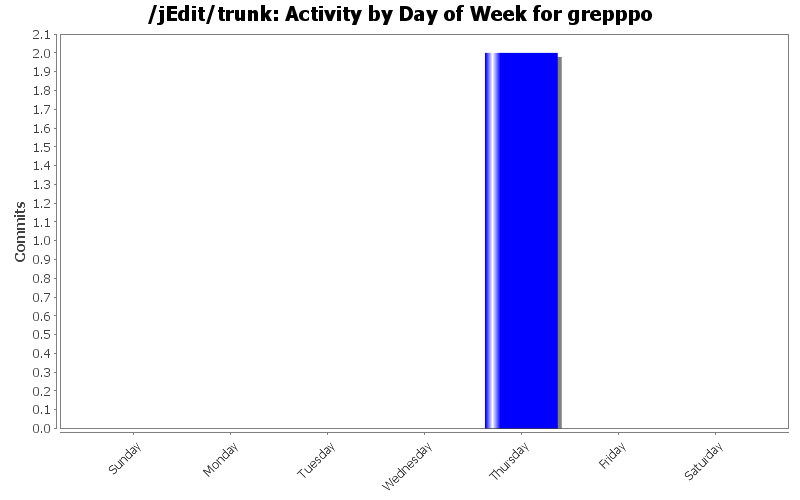 /jEdit/trunk: Activity by Day of Week for grepppo
2.1
2.0
1.9
1.8
1.7
1.6
1.5
1.4
1.3
1.2
1.1
1.0
0.9
0.8
0.7
0.6
0.5
0.4
0.3
0.2
0.1
0.0
Commits
Sunday
Monday
Tuesday
Wednesday
Thursday
Friday
Saturday